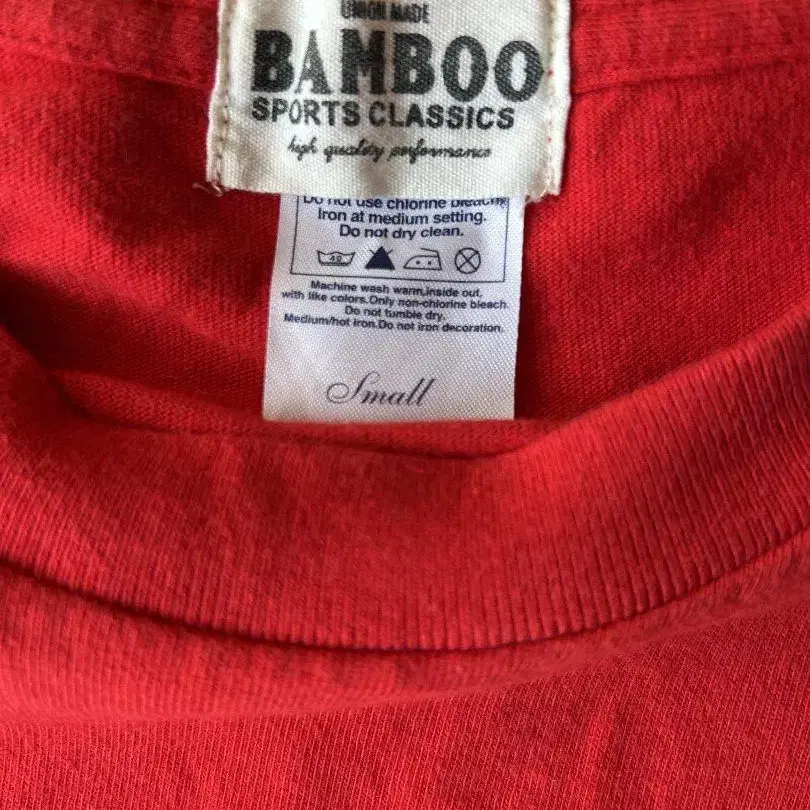 UNION MADE
BAMBOO
SPORTS CLASSICS
high quality performance
Do not use chlorine bleach
Iron at medium setting.
Do not dry clean.
40
Machine wash warm,inside out,
with like colors.Only non-chlorine bleach.
Do not tumble dry.
Medium/hot iron.Do not iron decoration.
Small